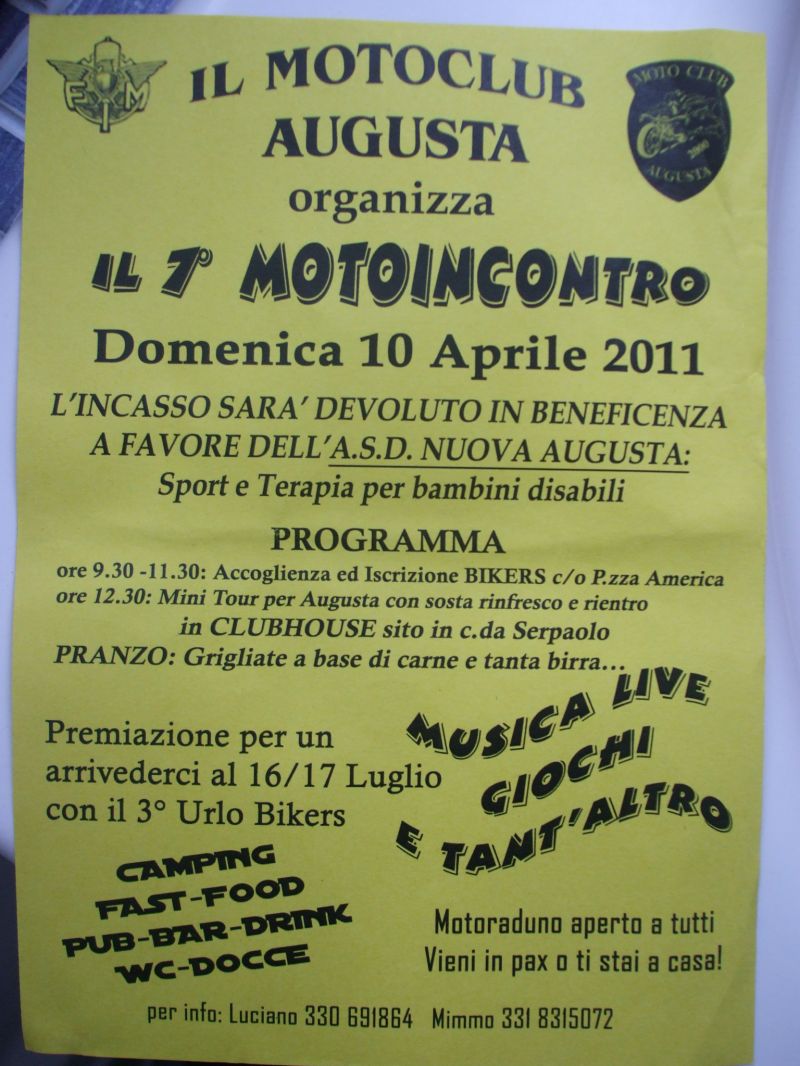 FIM
IL MOTOCLUB
AUGUSTA
MOTO CLUB
2000
AUGUSTA
organizza
IL 7° MOTOINCONTRO
Domenica 10 Aprile 2011
L'INCASSO SARA' DEVOLUTO IN BENEFICENZA
A FAVORE DELL'A.S.D. NUOVA AUGUSTA:
Sport e Terapia per bambini disabili
PROGRAMMA
ore 9.30 -11.30: Accoglienza ed Iscrizione BIKERS c/o P.zza America
ore 12.30: Mini Tour per Augusta con sosta rinfresco e rientro
in CLUBHOUSE sito in c.da Serpaolo
PRANZO: Grigliate a base di carne e tanta birra...
Premiazione per un
arrivederci al 16/17 Luglio
con il 3° Urlo Bikers
MUSICA LIVE
GIOCHI
E TANT'ALTRO
CAMPING
FAST-FOOD
PUB-BAR-DRINK
WC-DOCCE
Motoraduno aperto a tutti
Vieni in pax o ti stai a casa!
per info: Luciano 330 691864 Mimmo 331 8315072